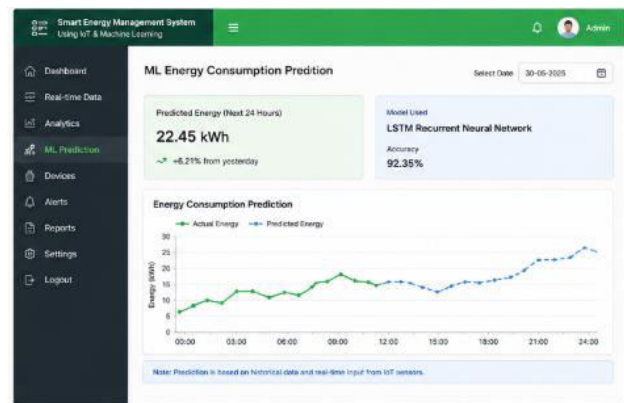 Smart Energy Management System
Using IoT & Machine Learning
Admin
Dashboard
Real-time Data
Analytics
ML Prediction
Devices
Alerts
Reports
Settings
Logout
ML Energy Consumption Predition
Select Date
30-05-2025
Predicted Energy (Next 24 Hours)
22.45 kWh
+6.21% from yesterday
Model Used
LSTM Recurrent Neural Network
Accuracy
92.35%
Energy Consumption Prediction
Actual Energy
Predicted Energy
Energy (kWh)
30
25
20
15
10
5
0
00:00 03:00 06:00 09:00 12:00 15:00 18:00 21:00 24:00
Note: Prediction is based on historical data and real-time input from IoT sensors.